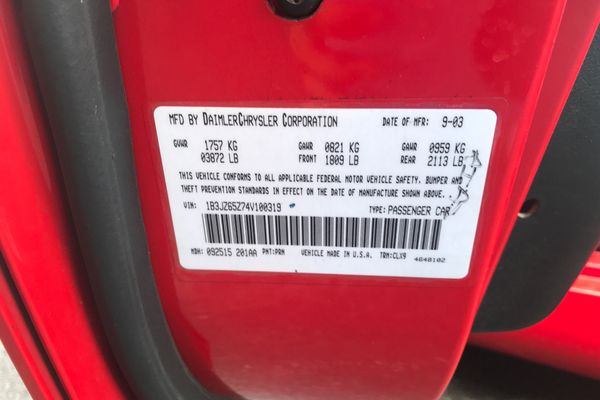 MFD BY DAIMLERCHRYSLER CORPORATION DATE OF MFR: 9-03
GVWR 1757 KG GAWR 0821 KG GAWR 0959 KG
03872 LB FRONT 1809 LB REAR 2113 LB
THIS VEHICLE CONFORMS TO ALL APPLICABLE FEDERAL MOTOR VEHICLE SAFETY, BUMPER AND
THEFT PREVENTION STANDARDS IN EFFECT ON THE DATE OF MANUFACTURE SHOWN ABOVE.
VIN: 1B3JZ65Z74V100319 TYPE: PASSENGER CAR
MDH: 092515 201AA PNT: PRN VEHICLE MADE IN U.S.A. TRM: CLX9 4648102